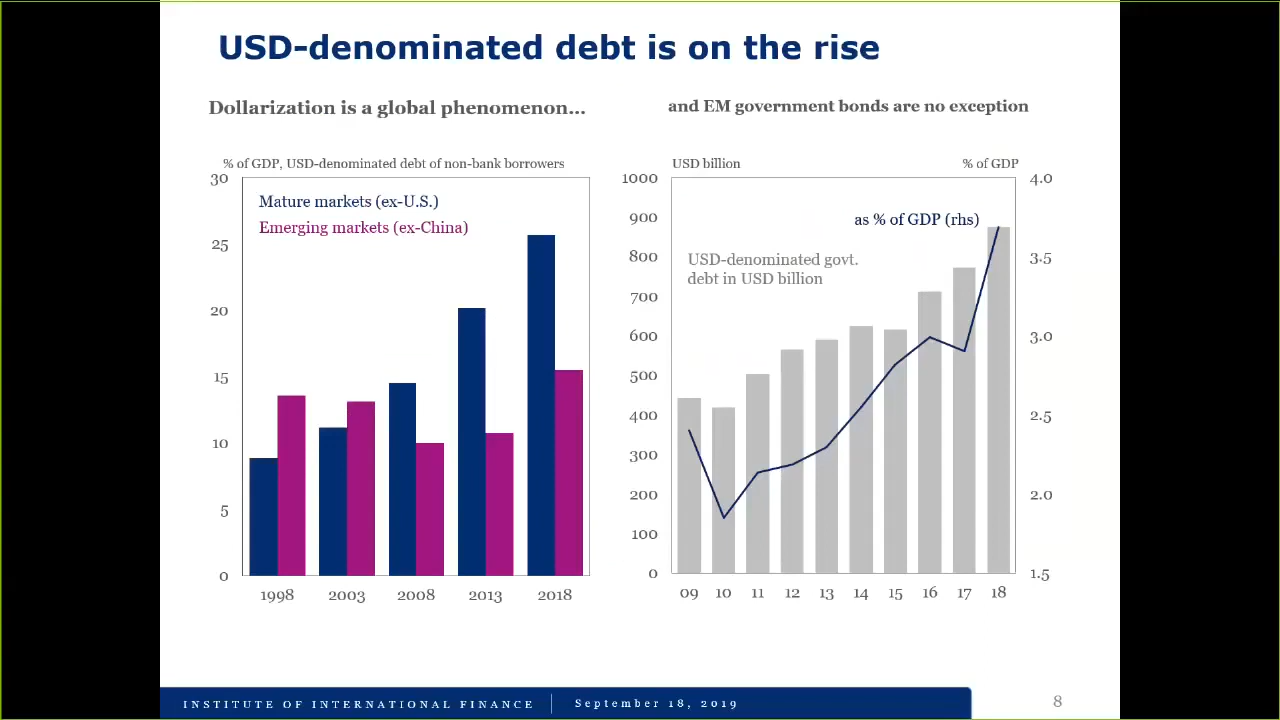 USD-denominated debt is on the rise
Dollarization is a global phenomenon...
% of GDP, USD-denominated debt of non-bank borrowers
30
25
20
15
10
5
0
Mature markets (ex-U.S.)
Emerging markets (ex-China)
1998 2003 2008 2013 2018
and EM government bonds are no exception
USD billion % of GDP
1000
900
800
700
600
500
400
300
200
100
0
as % of GDP (rhs)
USD-denominated govt.
debt in USD billion
4.0
3.5
3.0
2.5
2.0
1.5
09 10 11 12 13 14 15 16 17 18
INSTITUTE OF INTERNATIONAL FINANCE September 18, 2019
8